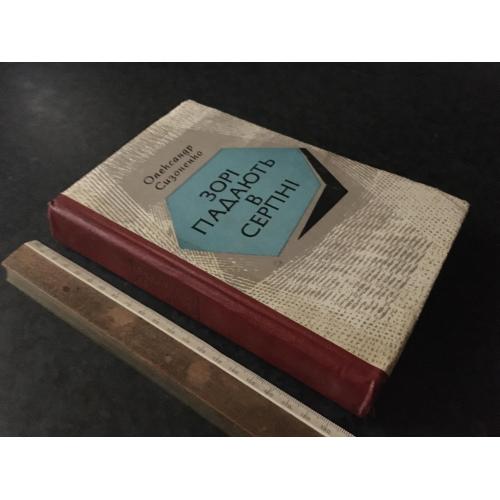 Олександр
Сизоненко
ЗОРІ
ПАДАЮТЬ
В
СЕРПНІ